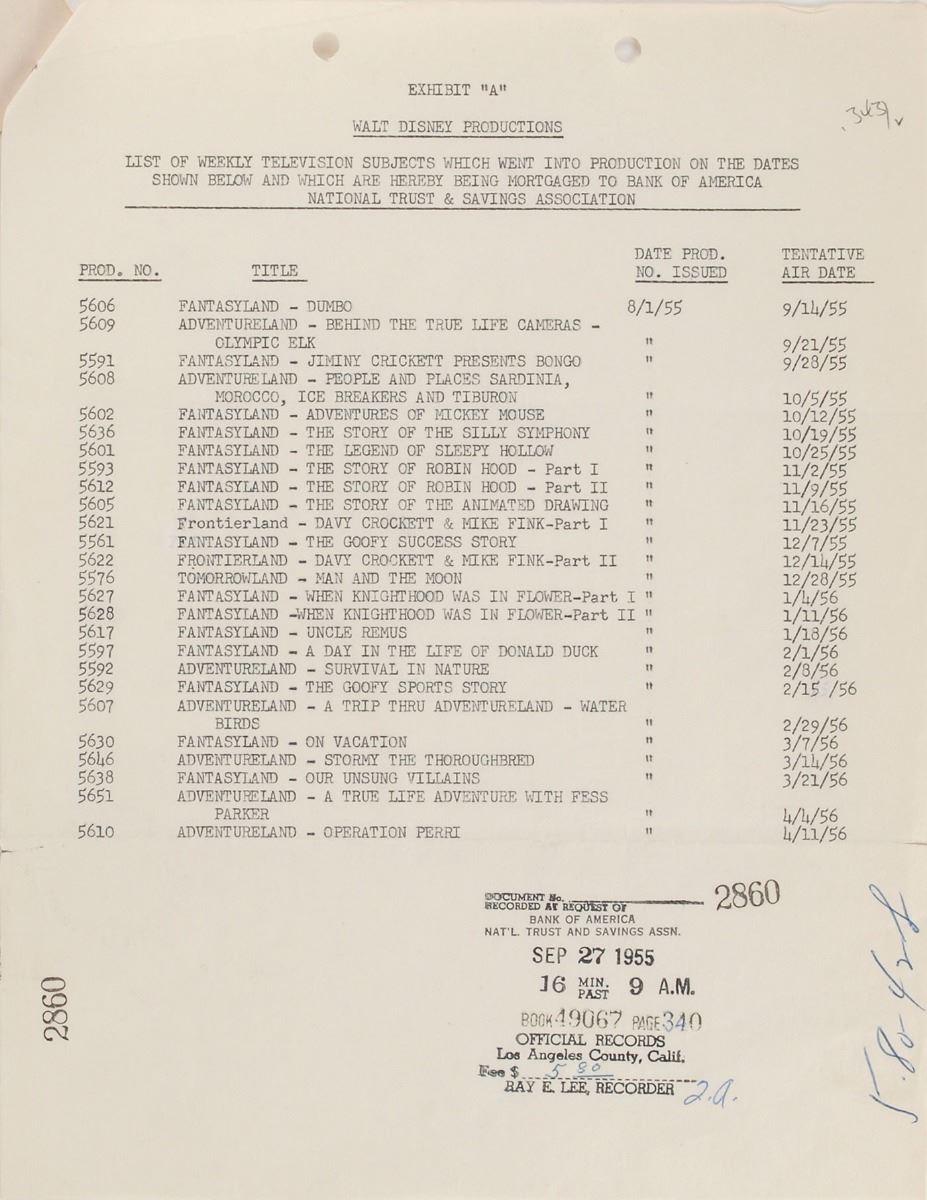 EXHIBIT "A"
WALT DISNEY PRODUCTIONS
LIST OF WEEKLY TELEVISION SUBJECTS WHICH WENT INTO PRODUCTION ON THE DATES
SHOWN BELOW AND WHICH ARE HEREBY BEING MORTGAGED TO BANK OF AMERICA
NATIONAL TRUST & SAVINGS ASSOCIATION
DATE PROD. TENTATIVE
PROD. NO. TITLE NO. ISSUED AIR DATE
5606 FANTASYLAND - DUMBO 8/1/55 9/14/55
5609 ADVENTURELAND - BEHIND THE TRUE LIFE CAMERAS -
OLYMPIC ELK " 9/21/55
5591 FANTASYLAND - JIMINY CRICKETT PRESENTS BONGO " 9/28/55
5608 ADVENTURELAND - PEOPLE AND PLACES SARDINIA,
MOROCCO, ICE BREAKERS AND TIBURON " 10/5/55
5602 FANTASYLAND - ADVENTURES OF MICKEY MOUSE " 10/12/55
5636 FANTASYLAND - THE STORY OF THE SILLY SYMPHONY " 10/19/55
5601 FANTASYLAND - THE LEGEND OF SLEEPY HOLLOW " 10/25/55
5593 FANTASYLAND - THE STORY OF ROBIN HOOD - Part I " 11/2/55
5612 FANTASYLAND - THE STORY OF ROBIN HOOD - Part II " 11/9/55
5605 FANTASYLAND - THE STORY OF THE ANIMATED DRAWING " 11/16/55
5621 Frontierland - DAVY CROCKETT & MIKE FINK-Part I " 11/23/55
5561 FANTASYLAND - THE GOOFY SUCCESS STORY " 12/7/55
5622 FRONTIERLAND - DAVY CROCKETT & MIKE FINK-Part II " 12/14/55
5576 TOMORROWLAND - MAN AND THE MOON " 12/28/55
5627 FANTASYLAND - WHEN KNIGHTHOOD WAS IN FLOWER-Part I " 1/4/56
5628 FANTASYLAND -WHEN KNIGHTHOOD WAS IN FLOWER-Part II " 1/11/56
5617 FANTASYLAND - UNCLE REMUS " 1/18/56
5597 FANTASYLAND - A DAY IN THE LIFE OF DONALD DUCK " 2/1/56
5592 ADVENTURELAND - SURVIVAL IN NATURE " 2/8/56
5629 FANTASYLAND - THE GOOFY SPORTS STORY " 2/15 /56
5607 ADVENTURELAND - A TRIP THRU ADVENTURELAND - WATER
BIRDS " 2/29/56
5630 FANTASYLAND - ON VACATION " 3/7/56
5646 ADVENTURELAND - STORMY THE THOROUGHBRED " 3/14/56
5638 FANTASYLAND - OUR UNSUNG VILLAINS " 3/21/56
5651 ADVENTURELAND - A TRUE LIFE ADVENTURE WITH FESS
PARKER " 4/4/56
5610 ADVENTURELAND - OPERATION PERRI " 4/11/56
DOCUMENT No. 2860
RECORDED AT REQUEST OF
BANK OF AMERICA
NAT'L. TRUST AND SAVINGS ASSN.
SEP 27 1955
16 MIN. PAST 9 A.M.
BOOK 49067 PAGE 340
OFFICIAL RECORDS
Los Angeles County, Calif.
Fee $ 5 80
RAY E. LEE, RECORDER
2860
5.80-42-8